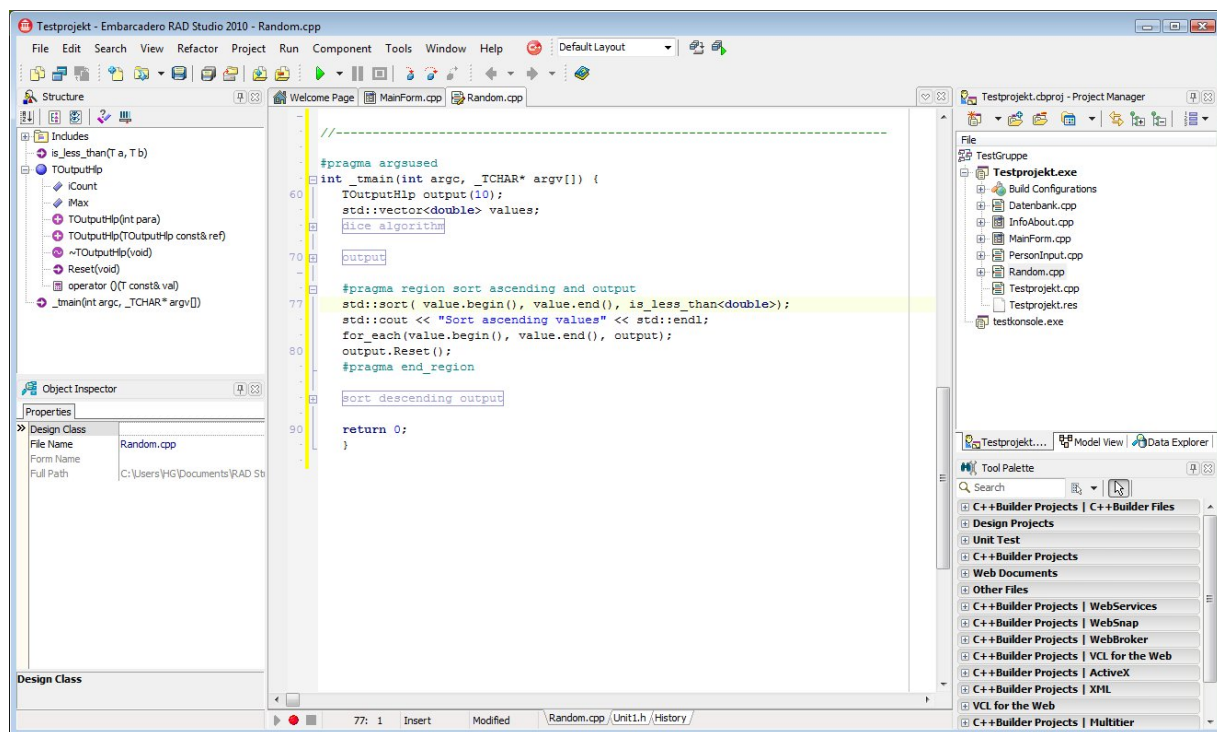 Testprojekt - Embarcadero RAD Studio 2010 - Random.cpp
File Edit Search View Refactor Project Run Component Tools Window Help Default Layout
Structure
Includes
is_less_than(T a, T b)
TOutputHlp
iCount
iMax
TOutputHlp(int para)
TOutputHlp(TOutputHlp const& ref)
~TOutputHlp(void)
Reset(void)
operator ()(T const& val)
_tmain(int argc, _TCHAR* argv[])
Object Inspector
Properties
Design Class
File Name Random.cpp
Form Name
Full Path C:\Users\HG\Documents\RAD St
Design Class
Welcome Page MainForm.cpp Random.cpp
//---------------------------------------------------------------------------
#pragma argsused
int _tmain(int argc, _TCHAR* argv[]) {
60 TOutputHlp output(10);
std::vector<double> values;
dice algorithm
70 output
#pragma region sort ascending and output
77 std::sort( value.begin(), value.end(), is_less_than<double>);
std::cout << "Sort ascending values" << std::endl;
for_each(value.begin(), value.end(), output);
80 output.Reset();
#pragma end_region
sort descending output
90 return 0;
}
77: 1 Insert Modified Random.cpp Unit1.h History
Testprojekt.cbproj - Project Manager
File
TestGruppe
Testprojekt.exe
Build Configurations
Datenbank.cpp
InfoAbout.cpp
MainForm.cpp
PersonInput.cpp
Random.cpp
Testprojekt.cpp
Testprojekt.res
testkonsole.exe
Testprojekt.... Model View Data Explorer
Tool Palette
Search
C++Builder Projects | C++Builder Files
Design Projects
Unit Test
C++Builder Projects
Web Documents
Other Files
C++Builder Projects | WebServices
C++Builder Projects | WebSnap
C++Builder Projects | WebBroker
C++Builder Projects | VCL for the Web
C++Builder Projects | ActiveX
C++Builder Projects | XML
VCL for the Web
C++Builder Projects | Multitier